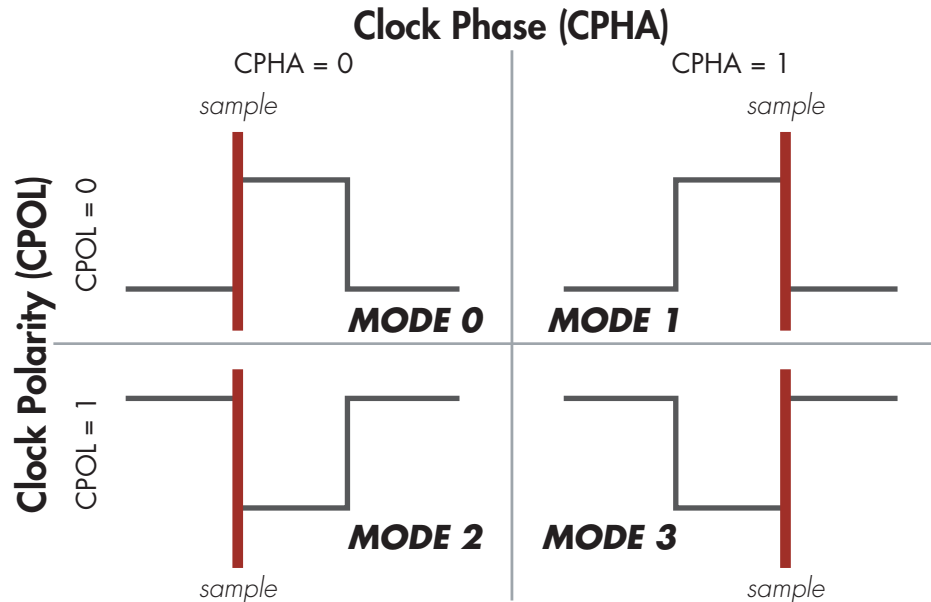 Clock Phase (CPHA)
CPHA = 0
CPHA = 1
sample
sample
Clock Polarity (CPOL)
CPOL = 0
MODE 0
MODE 1
CPOL = 1
MODE 2
MODE 3
sample
sample